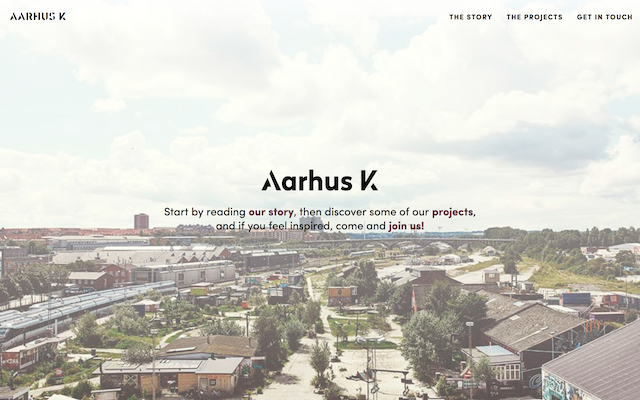 AARHUS K
THE STORY THE PROJECTS GET IN TOUCH
Aarhus K
Start by reading our story, then discover some of our projects,
and if you feel inspired, come and join us!